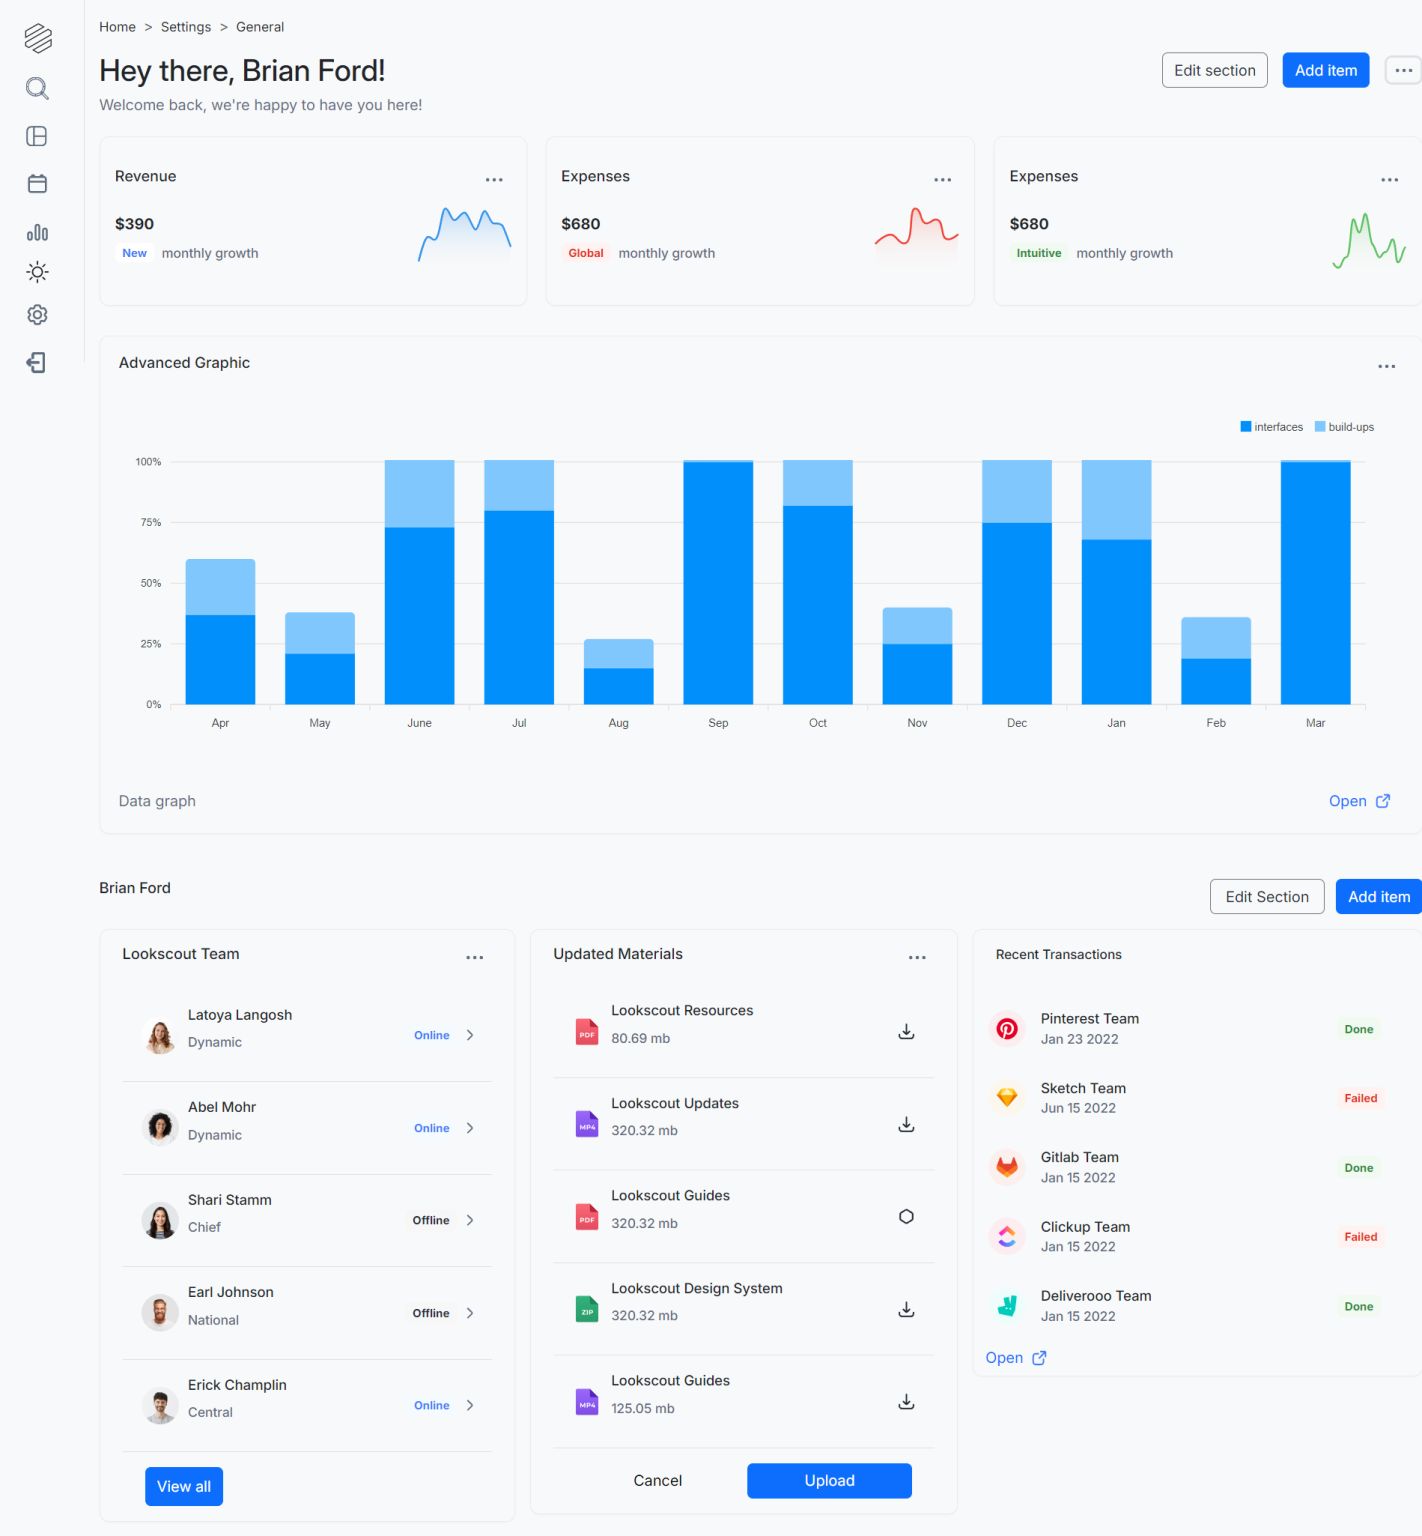 Home > Settings > General
Hey there, Brian Ford!
Welcome back, we're happy to have you here!
Edit section
Add item
Revenue
$390
New monthly growth
Expenses
$680
Global monthly growth
Expenses
$680
Intuitive monthly growth
Advanced Graphic
interfaces build-ups
100%
75%
50%
25%
0%
Apr May June Jul Aug Sep Oct Nov Dec Jan Feb Mar
Data graph
Open
Brian Ford
Edit Section
Add item
Lookscout Team
Latoya Langosh
Dynamic
Online
Abel Mohr
Dynamic
Online
Shari Stamm
Chief
Offline
Earl Johnson
National
Offline
Erick Champlin
Central
Online
View all
Updated Materials
PDF
Lookscout Resources
80.69 mb
MP4
Lookscout Updates
320.32 mb
PDF
Lookscout Guides
320.32 mb
ZIP
Lookscout Design System
320.32 mb
MP4
Lookscout Guides
125.05 mb
Cancel
Upload
Recent Transactions
Pinterest Team
Jan 23 2022
Done
Sketch Team
Jun 15 2022
Failed
Gitlab Team
Jan 15 2022
Done
Clickup Team
Jan 15 2022
Failed
Deliverooo Team
Jan 15 2022
Done
Open